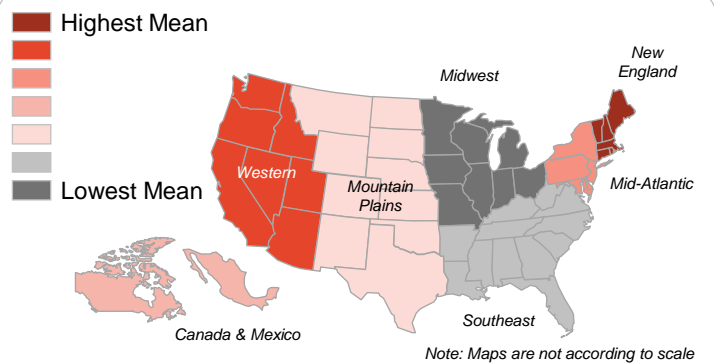 Highest Mean
New
England
Midwest
Western
Mountain
Plains
Mid-Atlantic
Lowest Mean
Southeast
Canada & Mexico
Note: Maps are not according to scale